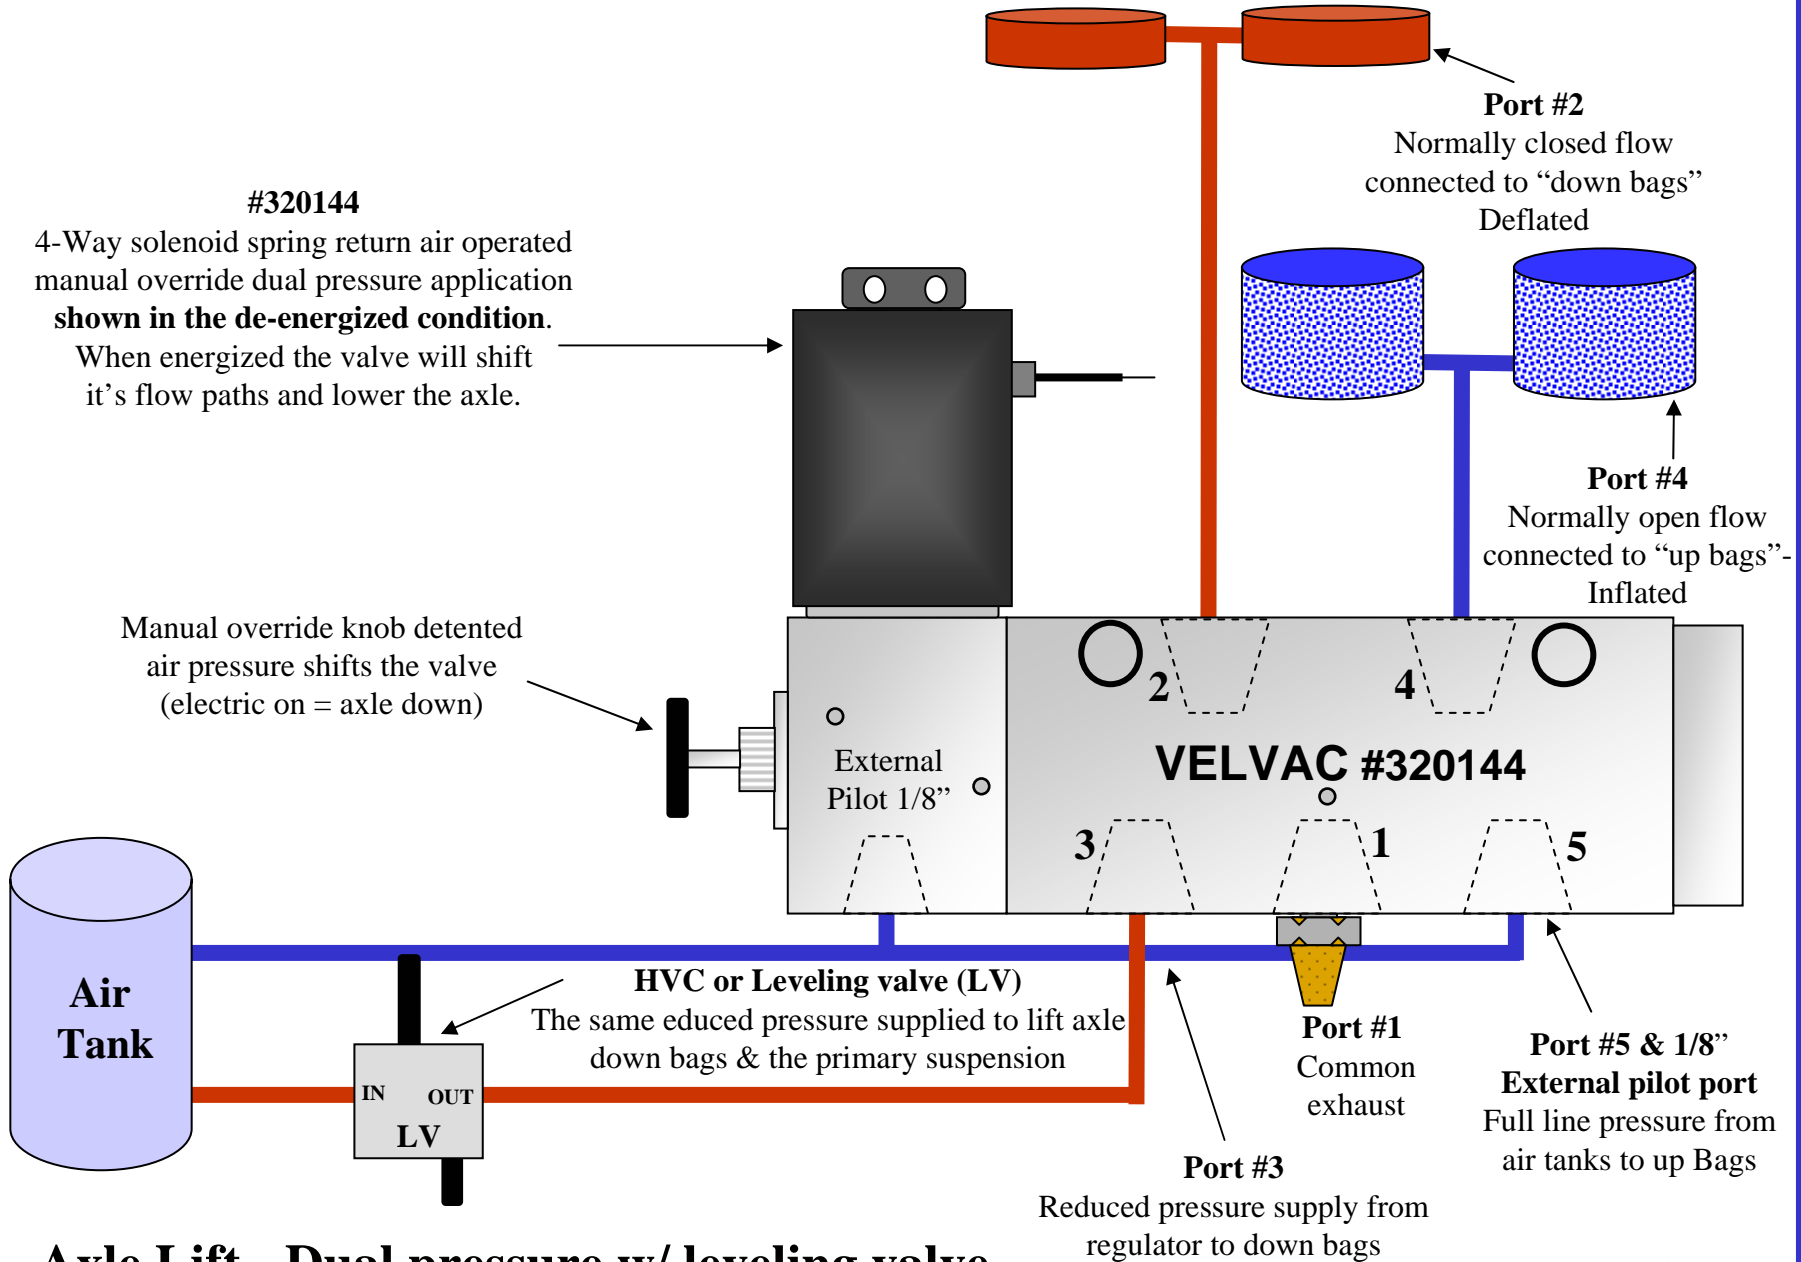 Port #2
Normally closed flow
connected to “down bags”
Deflated
#320144
4-Way solenoid spring return air operated
manual override dual pressure application
shown in the de-energized condition.
When energized the valve will shift
it’s flow paths and lower the axle.
Port #4
Normally open flow
connected to “up bags”-
Inflated
Manual override knob detented
air pressure shifts the valve
(electric on = axle down)
2
4
External
Pilot 1/8”
VELVAC #320144
3
1
5
Air
Tank
HVC or Leveling valve (LV)
The same educed pressure supplied to lift axle
down bags & the primary suspension
IN
OUT
LV
Port #1
Common
exhaust
Port #5 & 1/8”
External pilot port
Full line pressure from
air tanks to up Bags
Port #3
Reduced pressure supply from
regulator to down bags
Axle Lift - Dual pressure w/ leveling valve